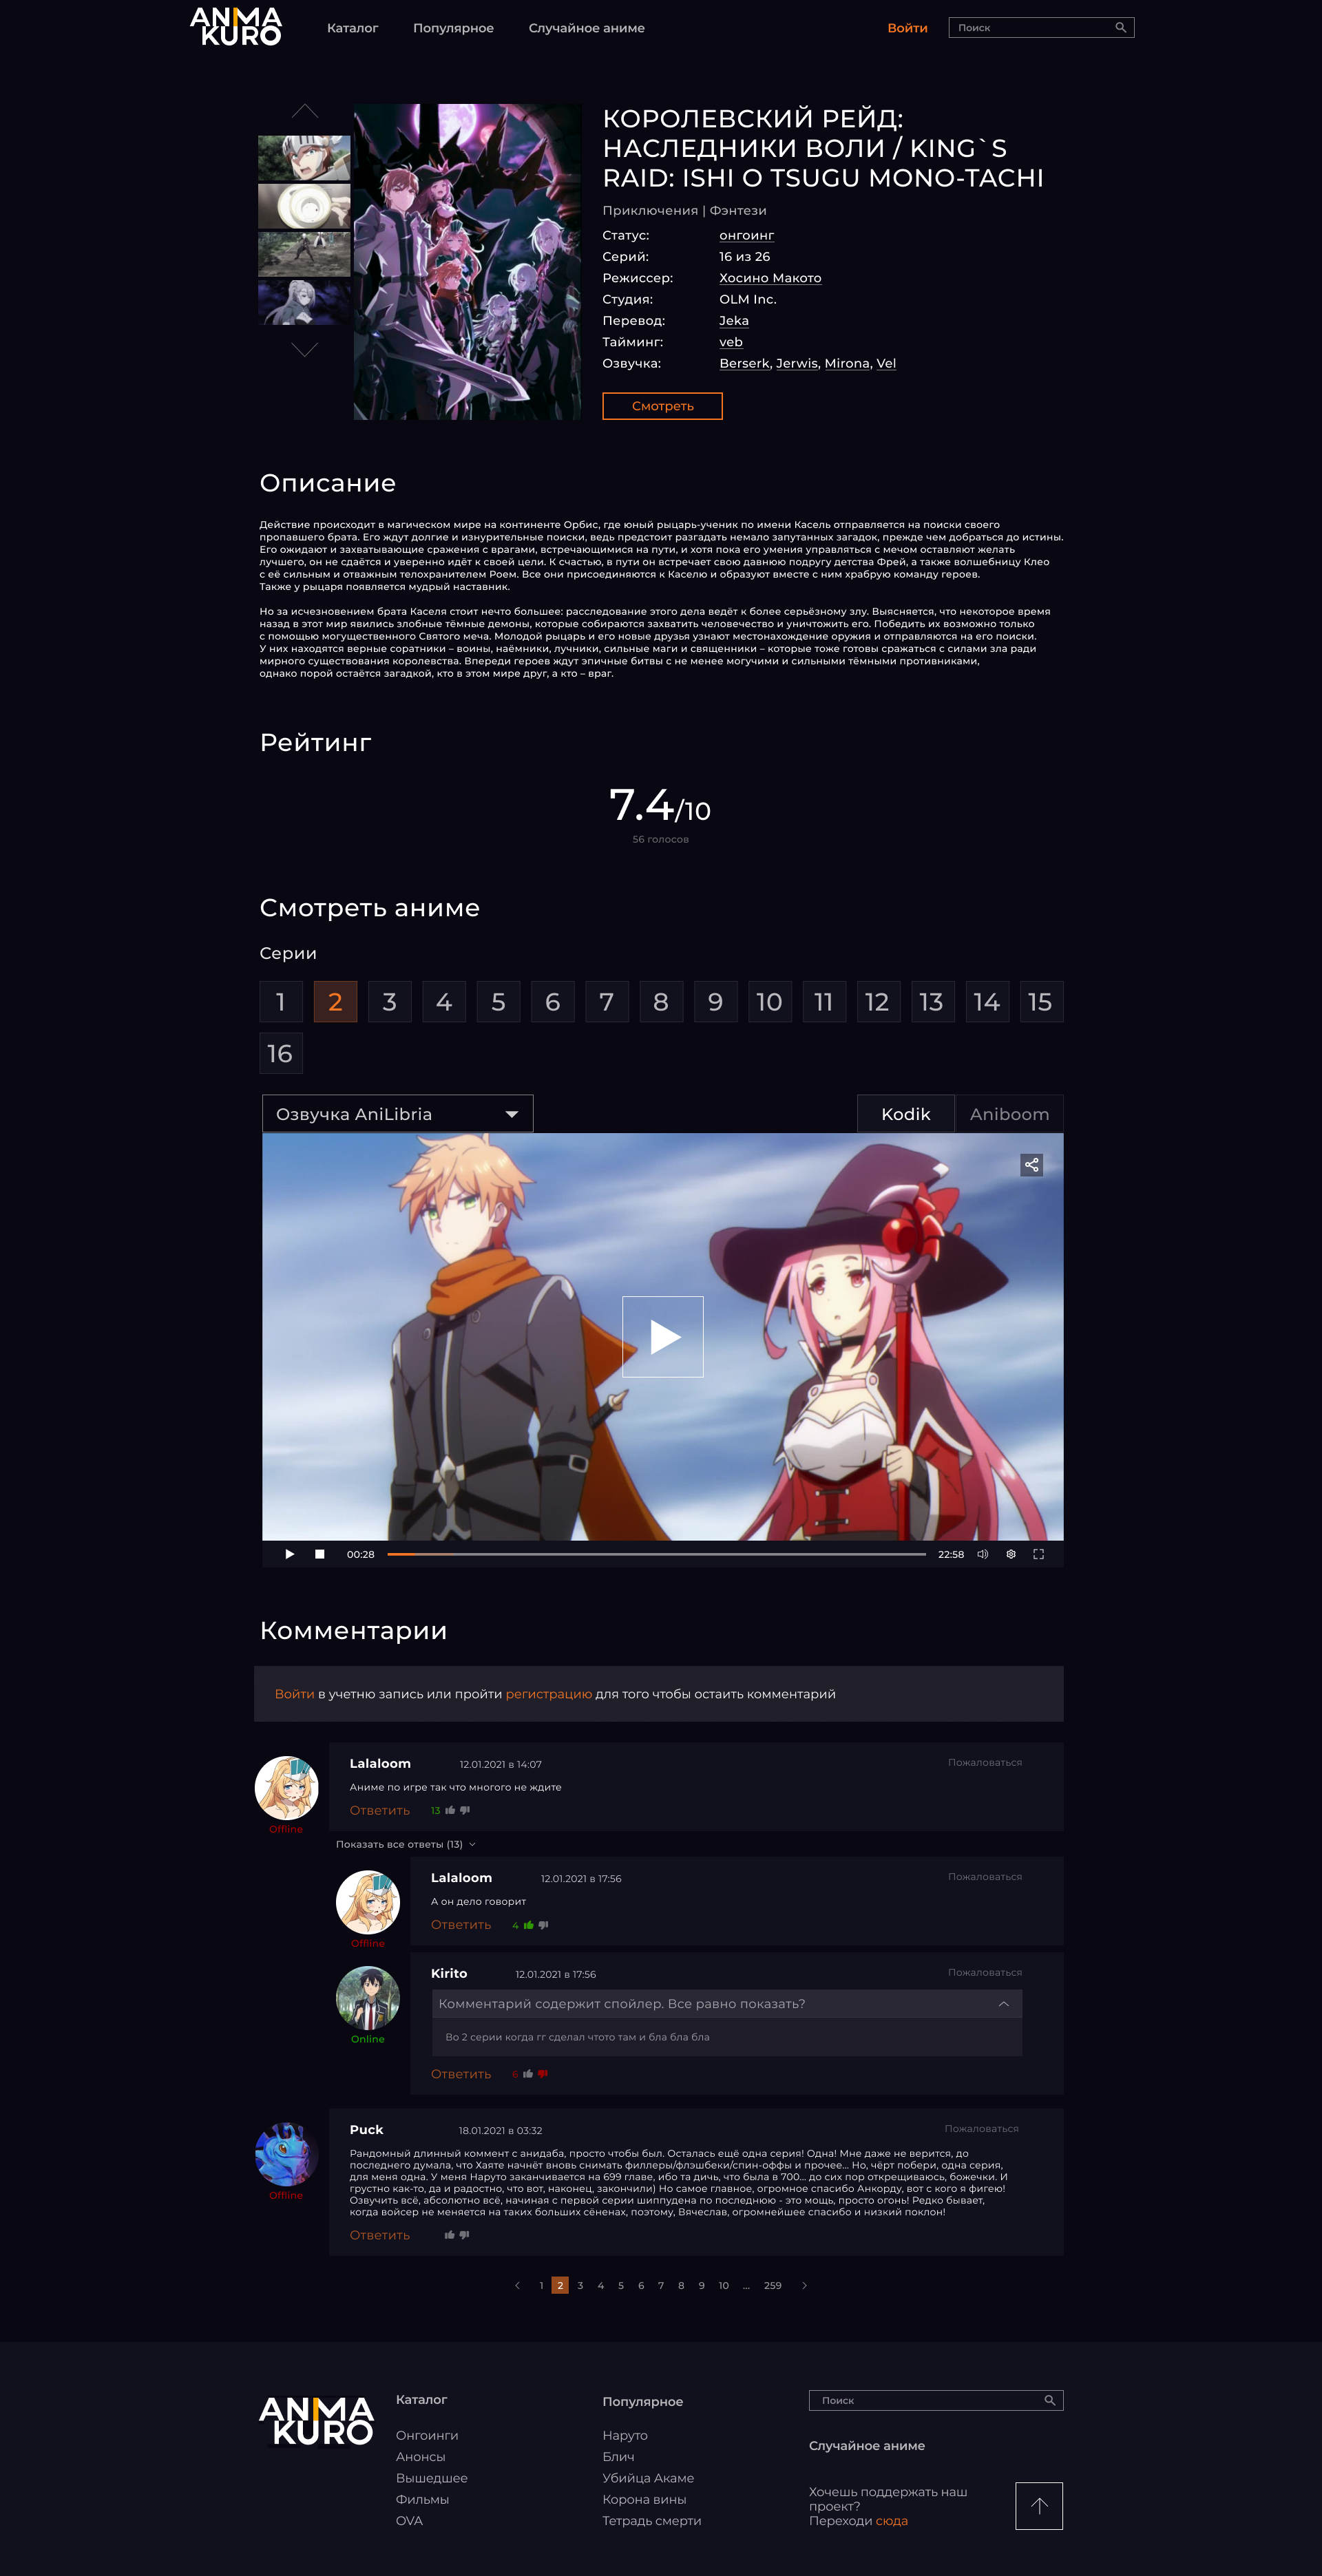 ANIMA
KURO
Каталог
Популярное
Случайное аниме
Войти
Поиск
КОРОЛЕВСКИЙ РЕЙД:
НАСЛЕДНИКИ ВОЛИ / KING`S
RAID: ISHI O TSUGU MONO-TACHI
Приключения | Фэнтези
Статус: онгоинг
Серий: 16 из 26
Режиссер: Хосино Макото
Студия: OLM Inc.
Перевод: Jeka
Тайминг: veb
Озвучка: Berserk, Jerwis, Mirona, Vel
Смотреть
Описание
Действие происходит в магическом мире на континенте Орбис, где юный рыцарь-ученик по имени Касель отправляется на поиски своего
пропавшего брата. Его ждут долгие и изнурительные поиски, ведь предстоит разгадать немало запутанных загадок, прежде чем добраться до истины.
Его ожидают и захватывающие сражения с врагами, встречающимися на пути, и хотя пока его умения управляться с мечом оставляют желать
лучшего, он не сдаётся и уверенно идёт к своей цели. К счастью, в пути он встречает свою давнюю подругу детства Фрей, а также волшебницу Клео
с её сильным и отважным телохранителем Роем. Все они присоединяются к Каселю и образуют вместе с ним храбрую команду героев.
Также у рыцаря появляется мудрый наставник.
Но за исчезновением брата Каселя стоит нечто большее: расследование этого дела ведёт к более серьёзному злу. Выясняется, что некоторое время
назад в этот мир явились злобные тёмные демоны, которые собираются захватить человечество и уничтожить его. Победить их возможно только
с помощью могущественного Святого меча. Молодой рыцарь и его новые друзья узнают местонахождение оружия и отправляются на его поиски.
У них находятся верные соратники – воины, наёмники, лучники, сильные маги и священники – которые тоже готовы сражаться с силами зла ради
мирного существования королевства. Впереди героев ждут эпичные битвы с не менее могучими и сильными тёмными противниками,
однако порой остаётся загадкой, кто в этом мире друг, а кто – враг.
Рейтинг
7.4/10
56 голосов
Смотреть аниме
Серии
1 2 3 4 5 6 7 8 9 10 11 12 13 14 15
16
Озвучка AniLibria
Kodik
Aniboom
00:28
22:58
Комментарии
Войти в учетню запись или пройти регистрацию для того чтобы остаить комментарий
Lalaloom 12.01.2021 в 14:07 Пожаловаться
Аниме по игре так что многого не ждите
Ответить 13
Offline
Показать все ответы (13)
Lalaloom 12.01.2021 в 17:56 Пожаловаться
А он дело говорит
Ответить 4
Offline
Kirito 12.01.2021 в 17:56 Пожаловаться
Комментарий содержит спойлер. Все равно показать?
Во 2 серии когда гг сделал чтото там и бла бла бла
Online
Ответить 6
Puck 18.01.2021 в 03:32 Пожаловаться
Рандомный длинный коммент с анидаба, просто чтобы был. Осталась ещё одна серия! Одна! Мне даже не верится, до
последнего думала, что Хаяте начнёт вновь снимать филлеры/флэшбеки/спин-оффы и прочее... Но, чёрт побери, одна серия,
для меня одна. У меня Наруто заканчивается на 699 главе, ибо та дичь, что была в 700... до сих пор открещиваюсь, божечки. И
грустно как-то, да и радостно, что вот, наконец, закончили) Но самое главное, огромное спасибо Анкорду, вот с кого я фигею!
Озвучить всё, абсолютно всё, начиная с первой серии шиппудена по последнюю - это мощь, просто огонь! Редко бывает,
когда войсер не меняется на таких больших сёненах, поэтому, Вячеслав, огромнейшее спасибо и низкий поклон!
Offline
Ответить
1 2 3 4 5 6 7 8 9 10 ... 259
ANIMA
KURO
Каталог
Онгоинги
Анонсы
Вышедшее
Фильмы
OVA
Популярное
Наруто
Блич
Убийца Акаме
Корона вины
Тетрадь смерти
Поиск
Случайное аниме
Хочешь поддержать наш
проект?
Переходи сюда